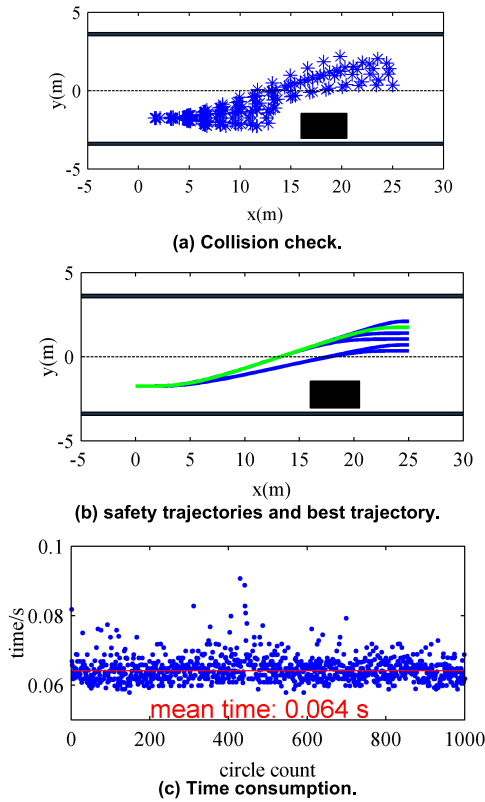 5
0
-5
y(m)
-5 0 5 10 15 20 25 30
x(m)
(a) Collision check.
5
0
-5
y(m)
-5 0 5 10 15 20 25 30
x(m)
(b) safety trajectories and best trajectory.
0.1
0.08
0.06
time/s
mean time: 0.064 s
0 200 400 600 800 1000
circle count
(c) Time consumption.